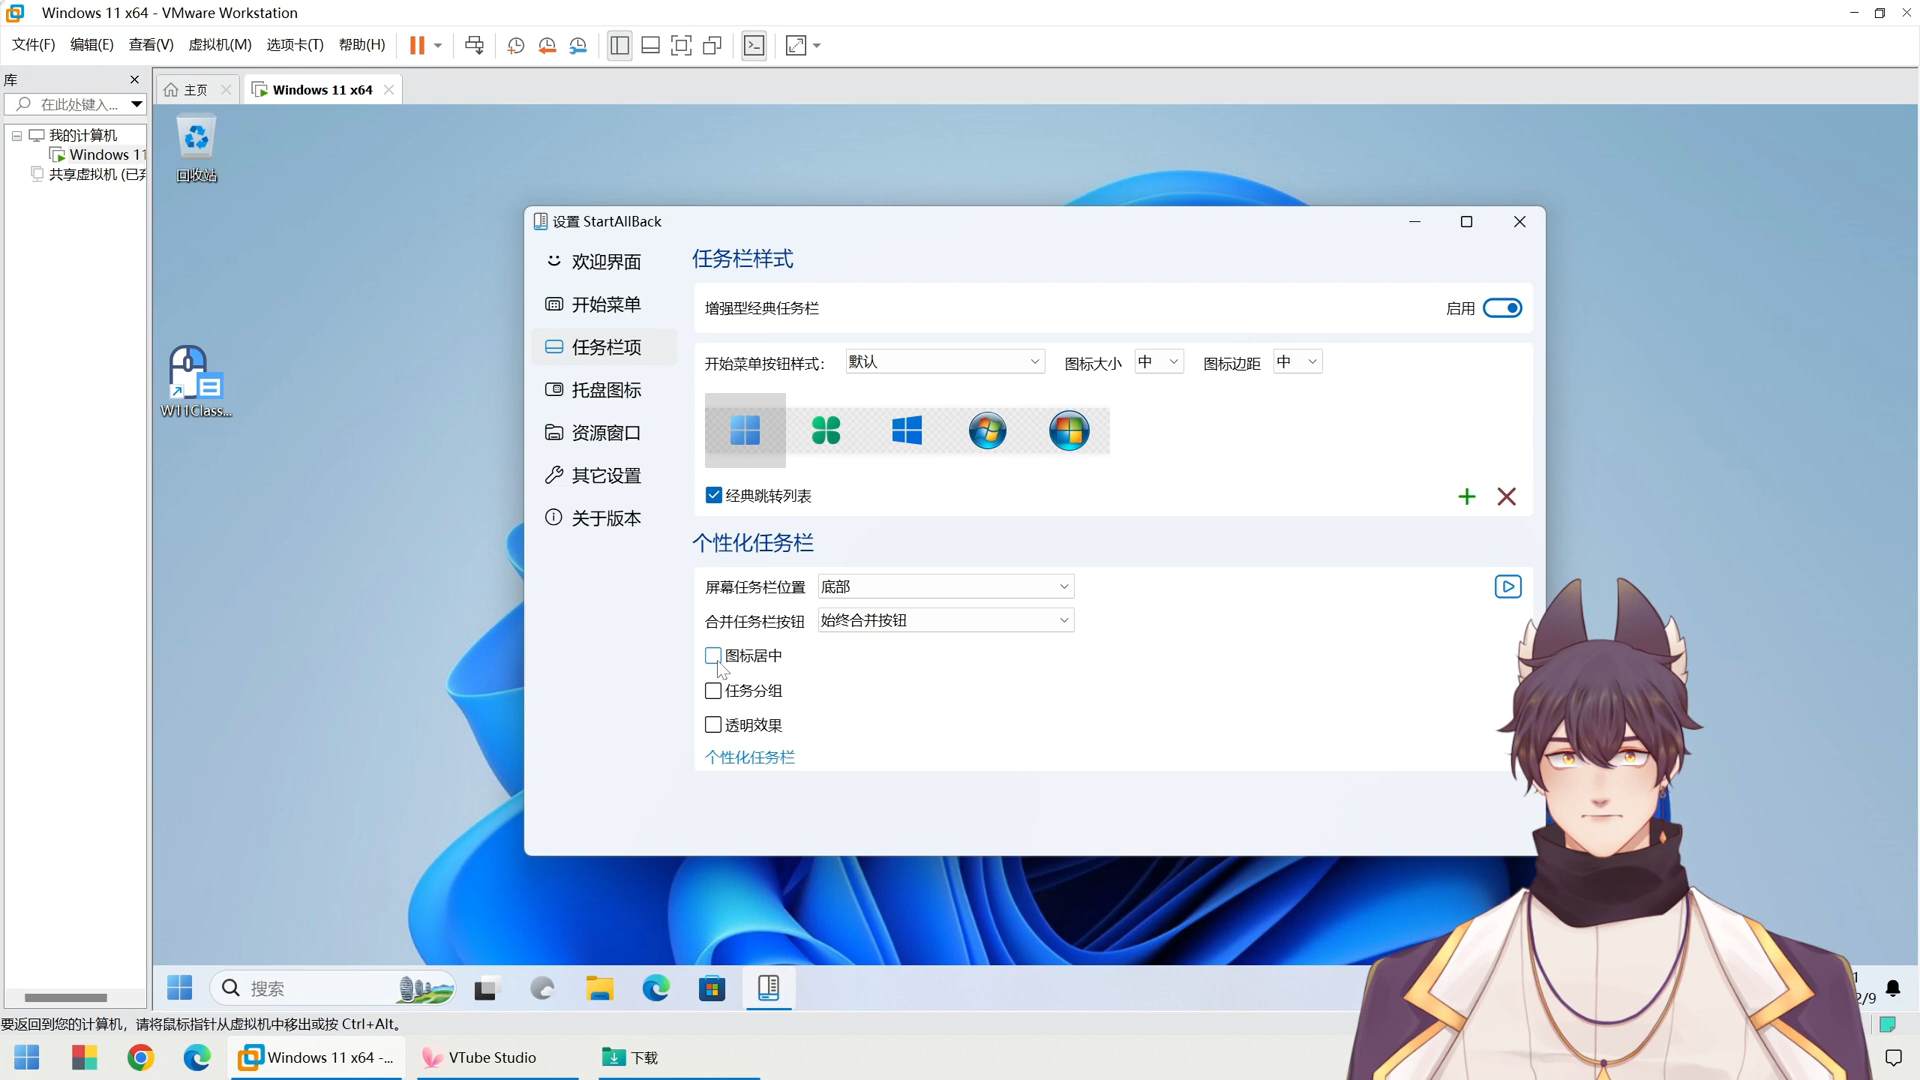 Windows 11 x64 - VMware Workstation
文件(F) 编辑(E) 查看(V) 虚拟机(M) 选项卡(T) 帮助(H)
库
在此处键入...
我的计算机
Windows 11
共享虚拟机 (已
主页
Windows 11 x64
回收站
W11Clas...
设置 StartAllBack
欢迎界面
开始菜单
任务栏项
托盘图标
资源窗口
其它设置
关于版本
任务栏样式
增强型经典任务栏
启用
开始菜单按钮样式: 默认 图标大小 中 图标边距 中
经典跳转列表
个性化任务栏
屏幕任务栏位置 底部
合并任务栏按钮 始终合并按钮
图标居中
任务分组
透明效果
个性化任务栏
搜索
2/9
要返回到您的计算机，请将鼠标指针从虚拟机中移出或按 Ctrl+Alt。
Windows 11 x64 -...
VTube Studio
下载